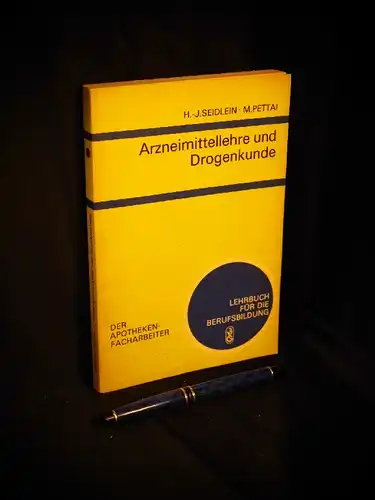 H.-J. SEIDLEIN · M. PETTAI
Arzneimittellehre und
Drogenkunde
DER
APOTHEKEN-
FACHARBEITER
LEHRBUCH
FÜR DIE
BERUFSBILDUNG